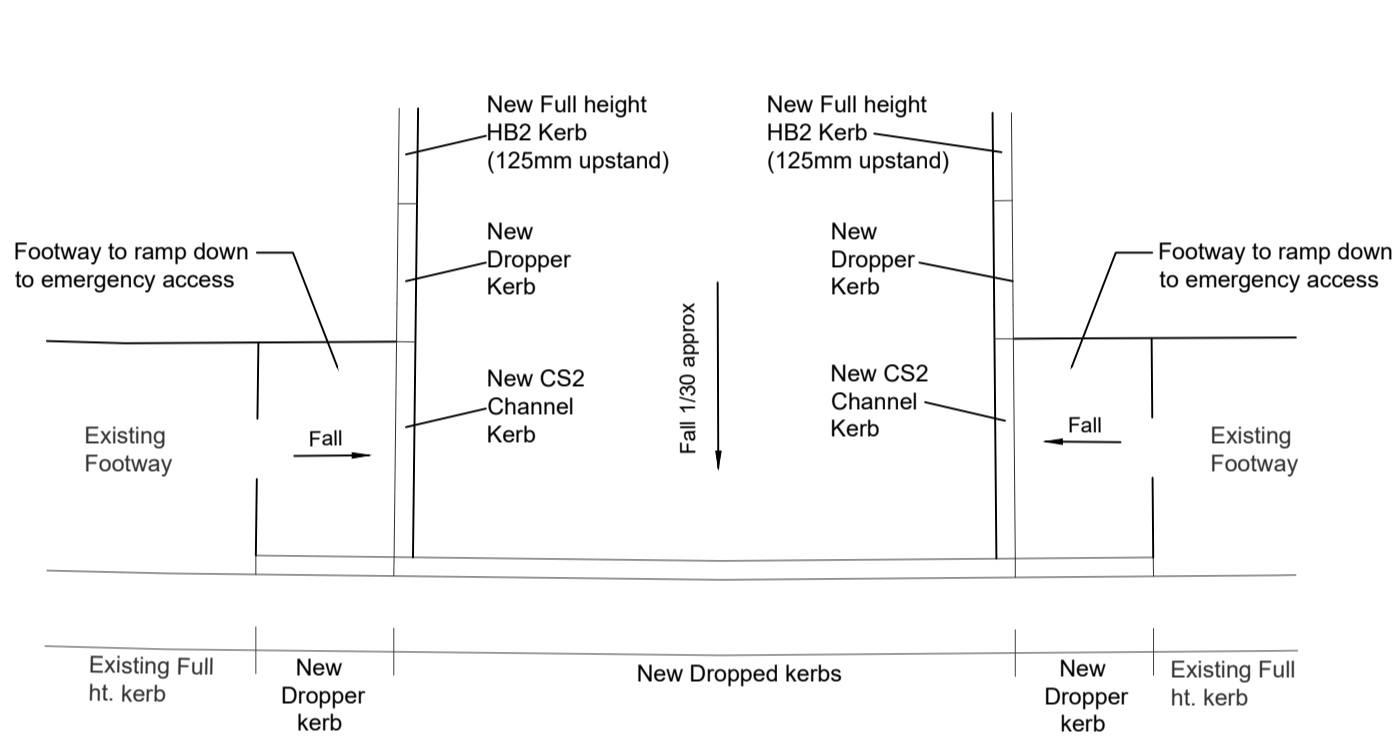 New Full height
HB2 Kerb
(125mm upstand)
New Full height
HB2 Kerb
(125mm upstand)
Footway to ramp down
to emergency access
New
Dropper
Kerb
New
Dropper
Kerb
Footway to ramp down
to emergency access
Fall 1/30 approx
New CS2
Channel
Kerb
New CS2
Channel
Kerb
Existing
Footway
Fall
Fall
Existing
Footway
Existing Full
ht. kerb
New
Dropper
kerb
New Dropped kerbs
New
Dropper
kerb
Existing Full
ht. kerb